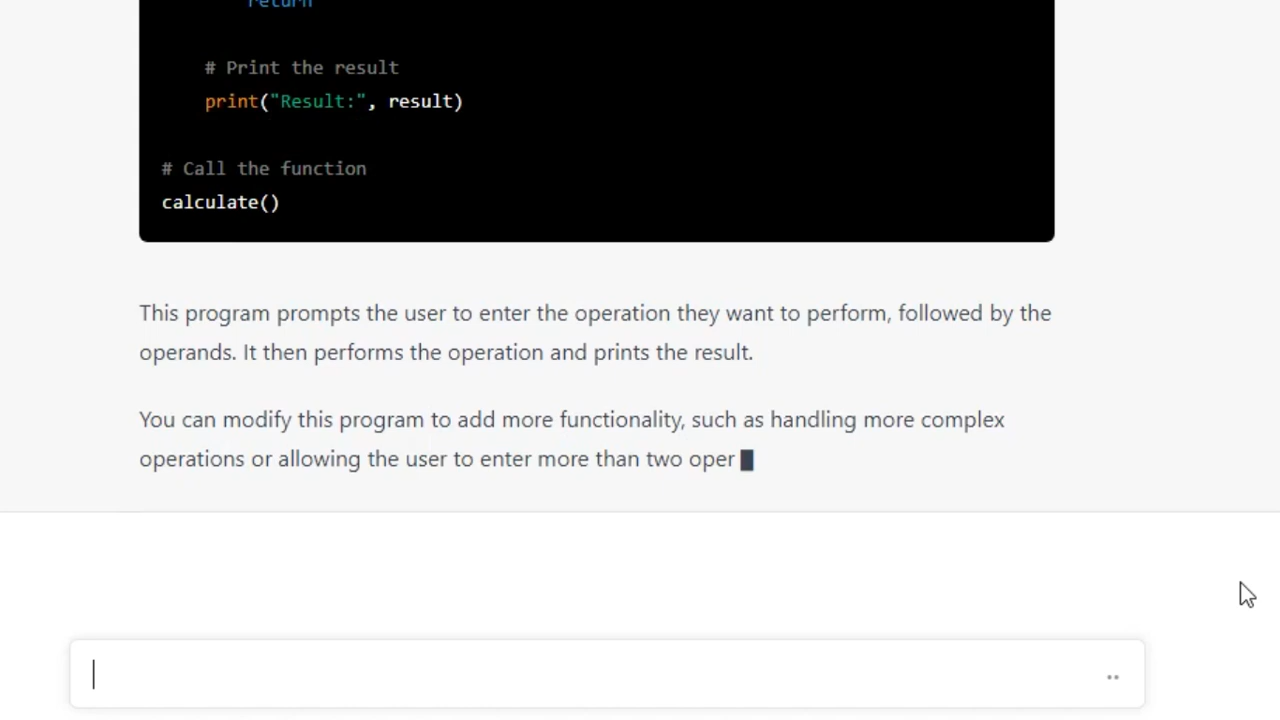 return
# Print the result
print("Result:", result)
# Call the function
calculate()
This program prompts the user to enter the operation they want to perform, followed by the
operands. It then performs the operation and prints the result.
You can modify this program to add more functionality, such as handling more complex
operations or allowing the user to enter more than two oper